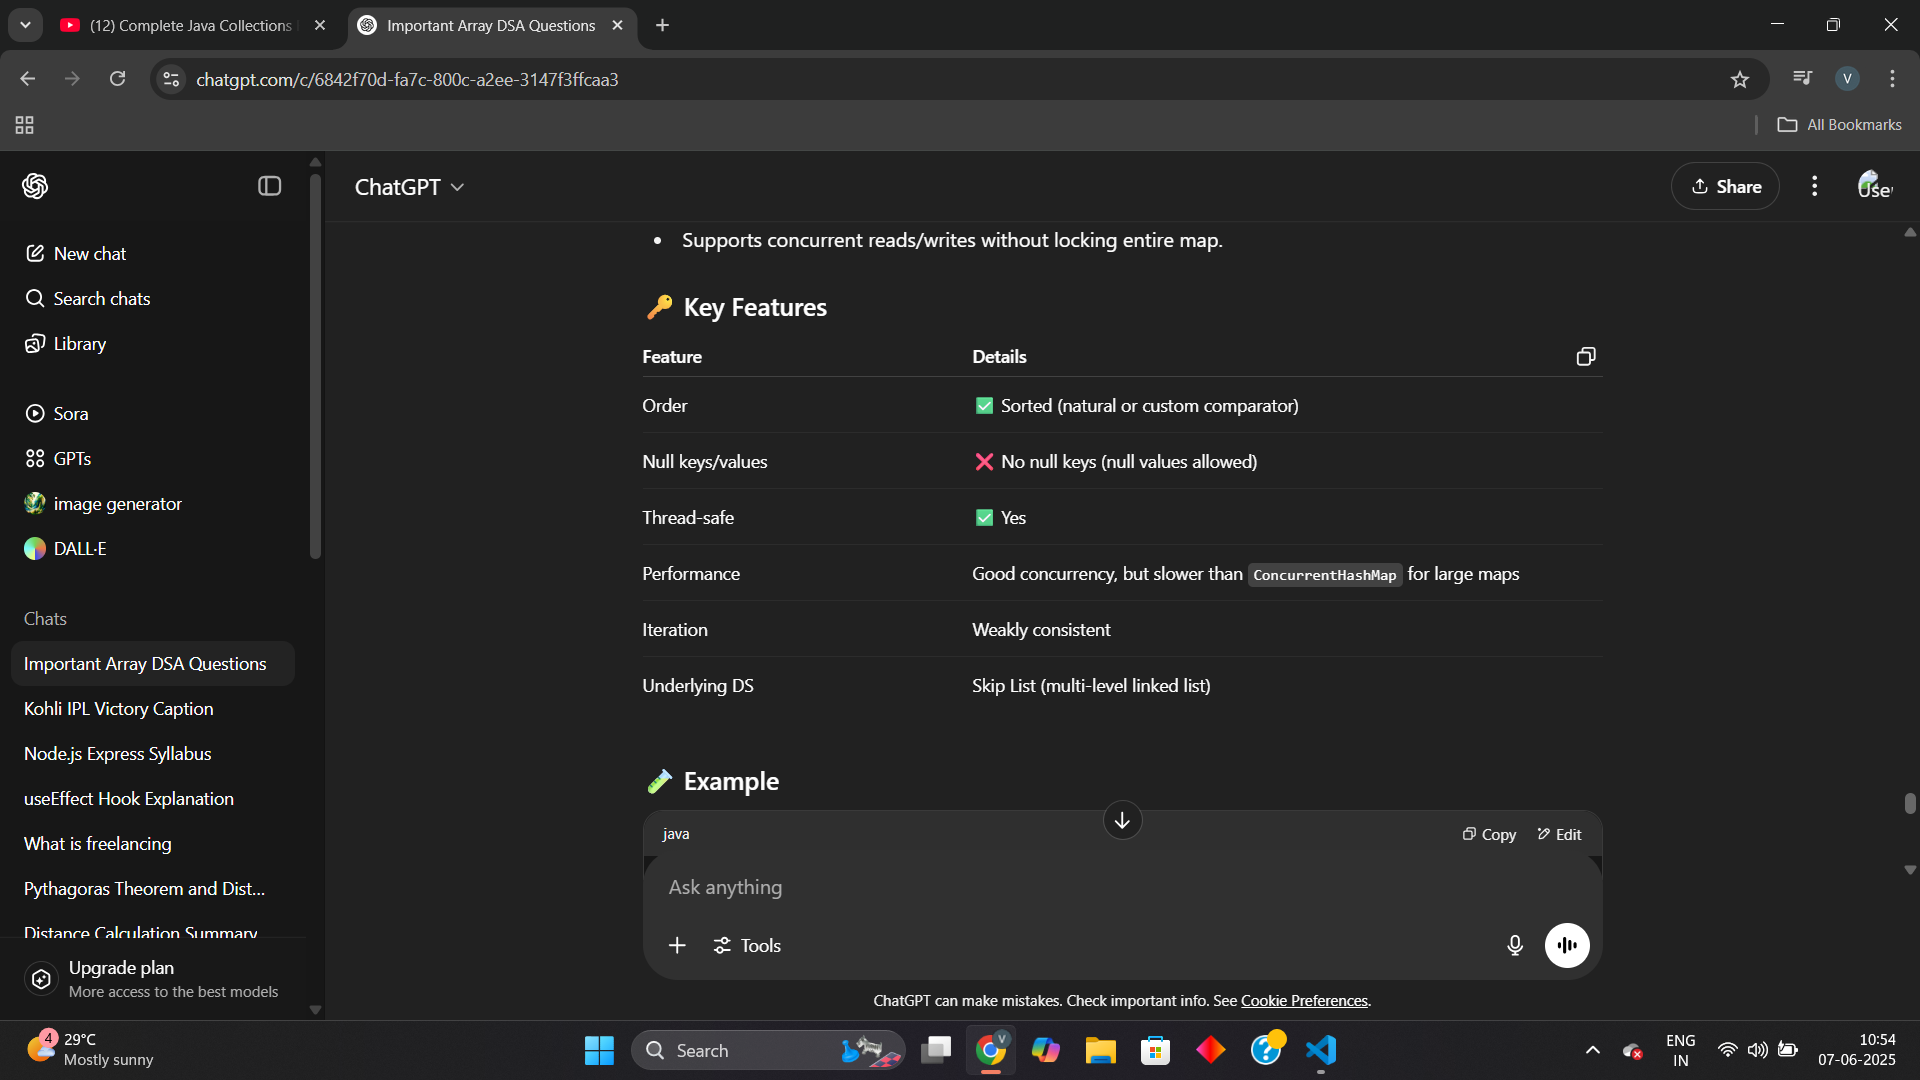 (12) Complete Java Collections
Important Array DSA Questions
chatgpt.com/c/6842f70d-fa7c-800c-a2ee-3147f3ffcaa3
V
All Bookmarks
ChatGPT
Share
Use
New chat
Search chats
Library
Sora
GPTs
image generator
DALL·E
Chats
Important Array DSA Questions
Kohli IPL Victory Caption
Node.js Express Syllabus
useEffect Hook Explanation
What is freelancing
Pythagoras Theorem and Dist...
Distance Calculation Summary
Upgrade plan
More access to the best models
• Supports concurrent reads/writes without locking entire map.
🔑 Key Features
Feature Details
Order ✅ Sorted (natural or custom comparator)
Null keys/values ❌ No null keys (null values allowed)
Thread-safe ✅ Yes
Performance Good concurrency, but slower than ConcurrentHashMap for large maps
Iteration Weakly consistent
Underlying DS Skip List (multi-level linked list)
🧪 Example
java Copy Edit
Ask anything
Tools
ChatGPT can make mistakes. Check important info. See Cookie Preferences.
4
29°C
Mostly sunny
Search
V
ENG
IN
10:54
07-06-2025